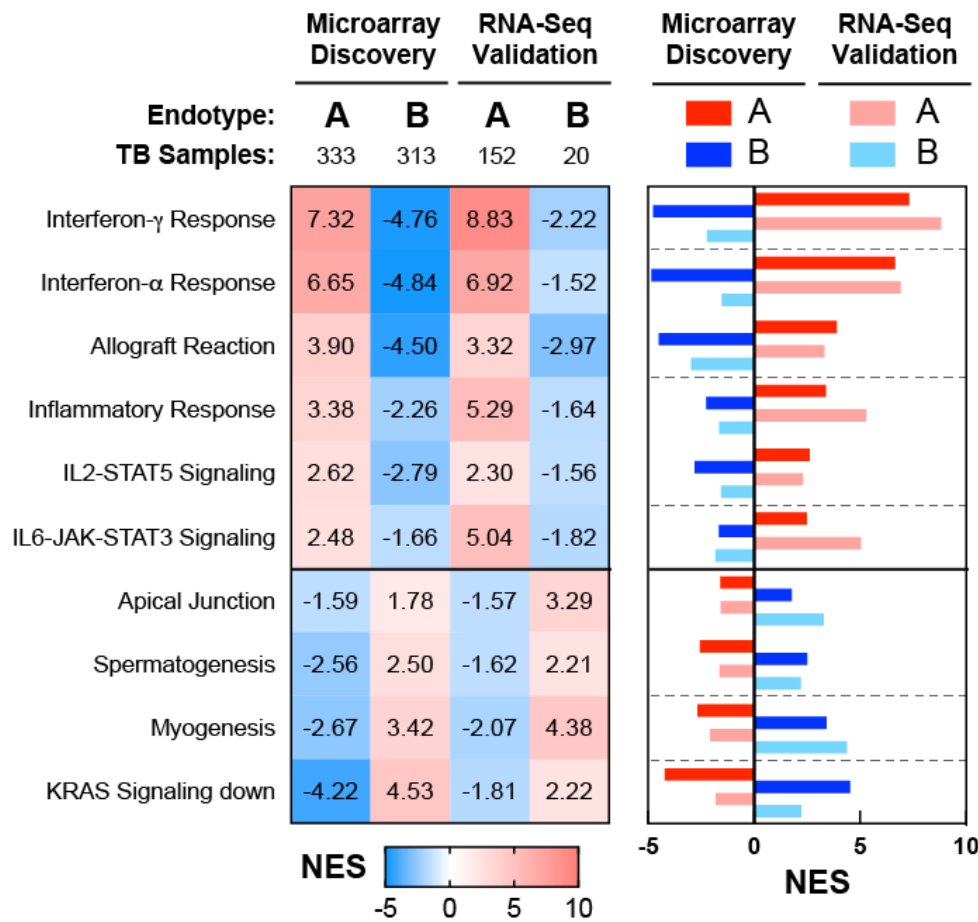 Microarray Discovery RNA-Seq Validation Microarray Discovery RNA-Seq Validation
Endotype: A B A B A A
TB Samples: 333 313 152 20 B B
Interferon-γ Response 7.32 -4.76 8.83 -2.22
Interferon-α Response 6.65 -4.84 6.92 -1.52
Allograft Reaction 3.90 -4.50 3.32 -2.97
Inflammatory Response 3.38 -2.26 5.29 -1.64
IL2-STAT5 Signaling 2.62 -2.79 2.30 -1.56
IL6-JAK-STAT3 Signaling 2.48 -1.66 5.04 -1.82
Apical Junction -1.59 1.78 -1.57 3.29
Spermatogenesis -2.56 2.50 -1.62 2.21
Myogenesis -2.67 3.42 -2.07 4.38
KRAS Signaling down -4.22 4.53 -1.81 2.22
NES
-5 0 5 10
-5 0 5 10
NES